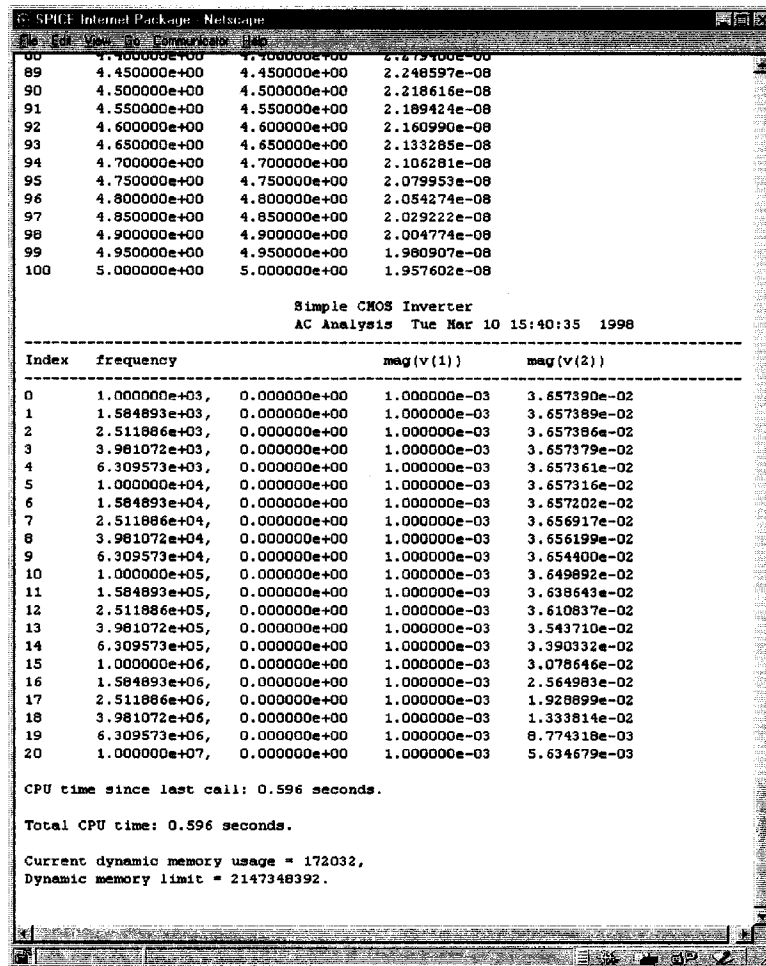 SPICE Internet Package - Netscape
File Edit View Go Communicator Help
89 4.450000e+00 4.450000e+00 2.248597e-08
90 4.500000e+00 4.500000e+00 2.218616e-08
91 4.550000e+00 4.550000e+00 2.189424e-08
92 4.600000e+00 4.600000e+00 2.160990e-08
93 4.650000e+00 4.650000e+00 2.133285e-08
94 4.700000e+00 4.700000e+00 2.106281e-08
95 4.750000e+00 4.750000e+00 2.079953e-08
96 4.800000e+00 4.800000e+00 2.054274e-08
97 4.850000e+00 4.850000e+00 2.029222e-08
98 4.900000e+00 4.900000e+00 2.004774e-08
99 4.950000e+00 4.950000e+00 1.980907e-08
100 5.000000e+00 5.000000e+00 1.957602e-08
Simple CMOS Inverter
AC Analysis Tue Mar 10 15:40:35 1998
Index frequency mag(v(1)) mag(v(2))
0 1.000000e+03, 0.000000e+00 1.000000e-03 3.657390e-02
1 1.584893e+03, 0.000000e+00 1.000000e-03 3.657389e-02
2 2.511886e+03, 0.000000e+00 1.000000e-03 3.657386e-02
3 3.981072e+03, 0.000000e+00 1.000000e-03 3.657379e-02
4 6.309573e+03, 0.000000e+00 1.000000e-03 3.657361e-02
5 1.000000e+04, 0.000000e+00 1.000000e-03 3.657316e-02
6 1.584893e+04, 0.000000e+00 1.000000e-03 3.657202e-02
7 2.511886e+04, 0.000000e+00 1.000000e-03 3.656917e-02
8 3.981072e+04, 0.000000e+00 1.000000e-03 3.656199e-02
9 6.309573e+04, 0.000000e+00 1.000000e-03 3.654400e-02
10 1.000000e+05, 0.000000e+00 1.000000e-03 3.649892e-02
11 1.584893e+05, 0.000000e+00 1.000000e-03 3.638643e-02
12 2.511886e+05, 0.000000e+00 1.000000e-03 3.610837e-02
13 3.981072e+05, 0.000000e+00 1.000000e-03 3.543710e-02
14 6.309573e+05, 0.000000e+00 1.000000e-03 3.390332e-02
15 1.000000e+06, 0.000000e+00 1.000000e-03 3.078646e-02
16 1.584893e+06, 0.000000e+00 1.000000e-03 2.564983e-02
17 2.511886e+06, 0.000000e+00 1.000000e-03 1.928899e-02
18 3.981072e+06, 0.000000e+00 1.000000e-03 1.333814e-02
19 6.309573e+06, 0.000000e+00 1.000000e-03 8.774318e-03
20 1.000000e+07, 0.000000e+00 1.000000e-03 5.634679e-03
CPU time since last call: 0.596 seconds.
Total CPU time: 0.596 seconds.
Current dynamic memory usage = 172032,
Dynamic memory limit = 2147348392.